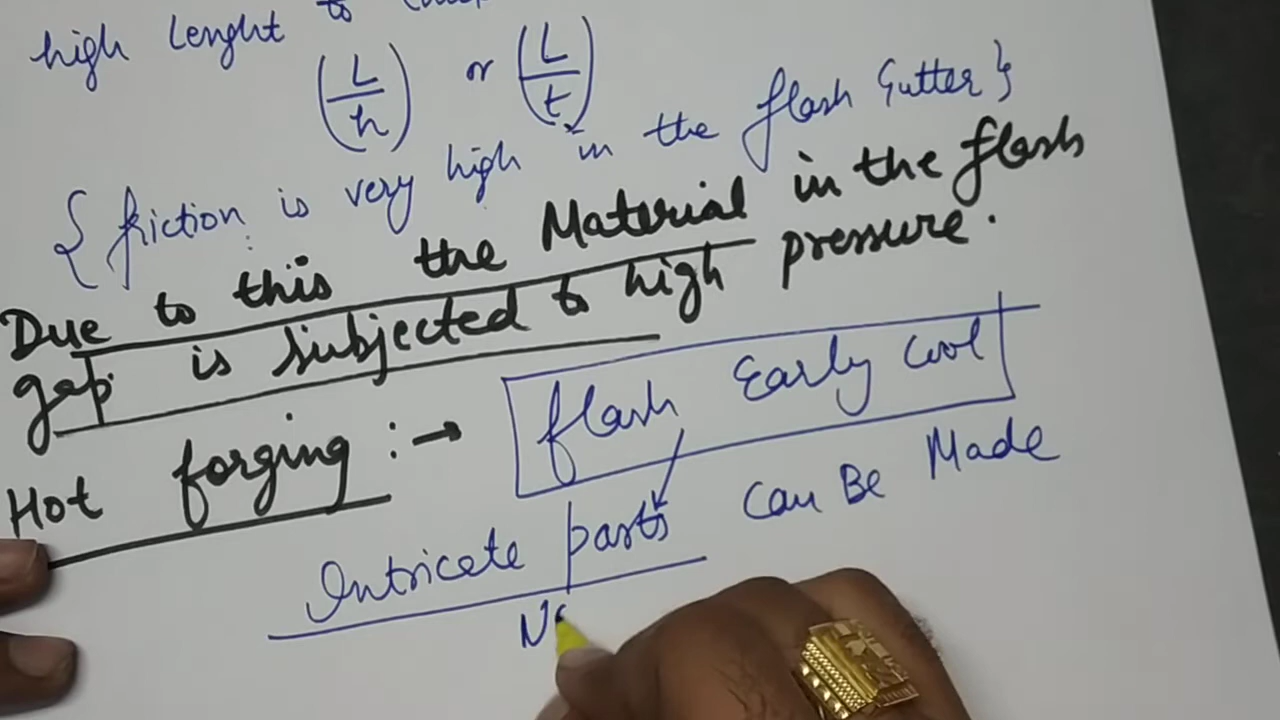 high Lenght to
(L/h) or (L/t)
{ friction is very high in the flash Gutter }
Due to this the Material in the flash
gap is subjected to high pressure.
Hot forging :→ flash Early Cool
Intricate parts can Be Made